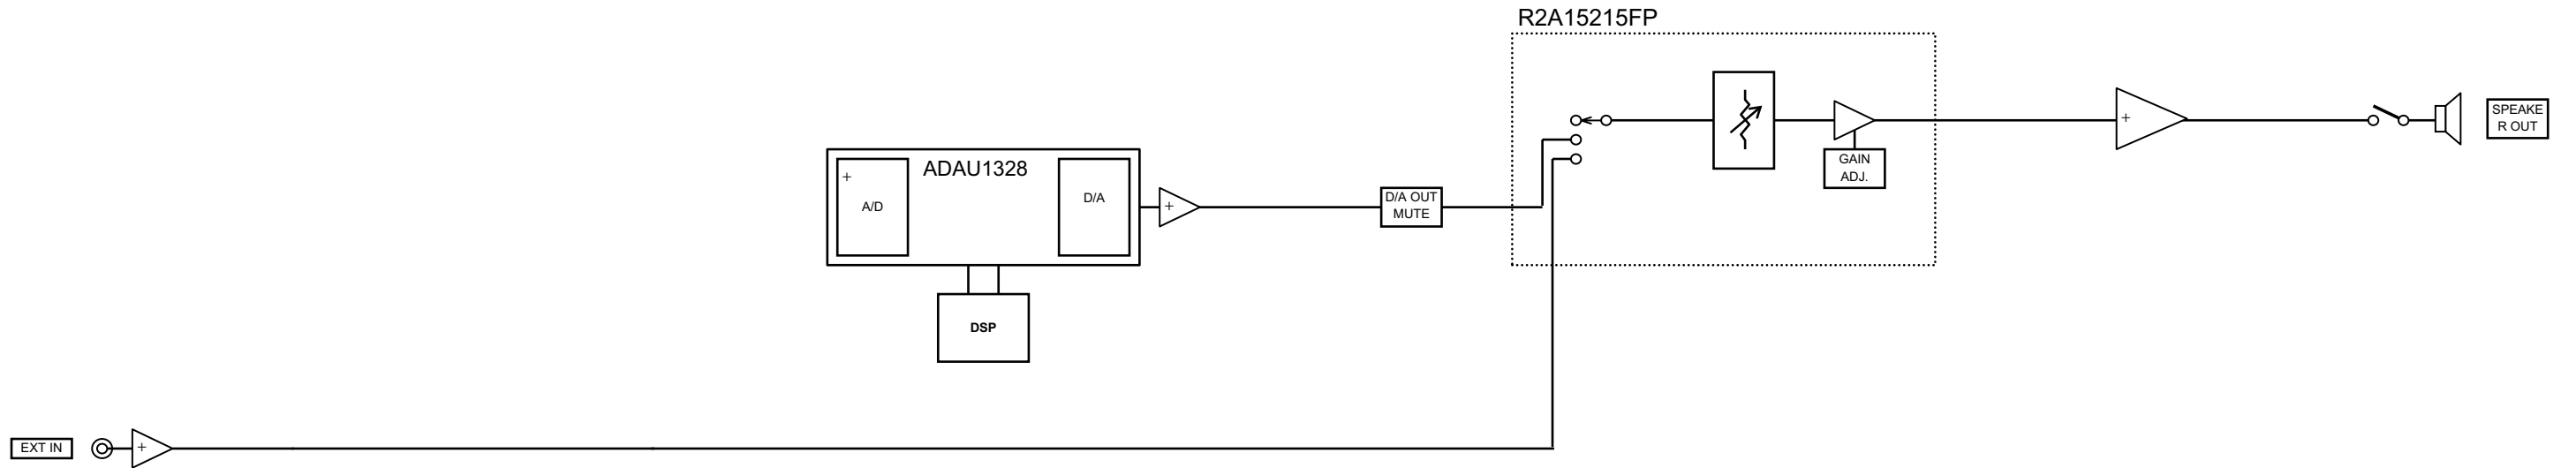 R2A15215FP
SPEAKE
R OUT
+
GAIN
ADJ.
ADAU1328
+
A/D
D/A
+
D/A OUT
MUTE
DSP
EXT IN
+